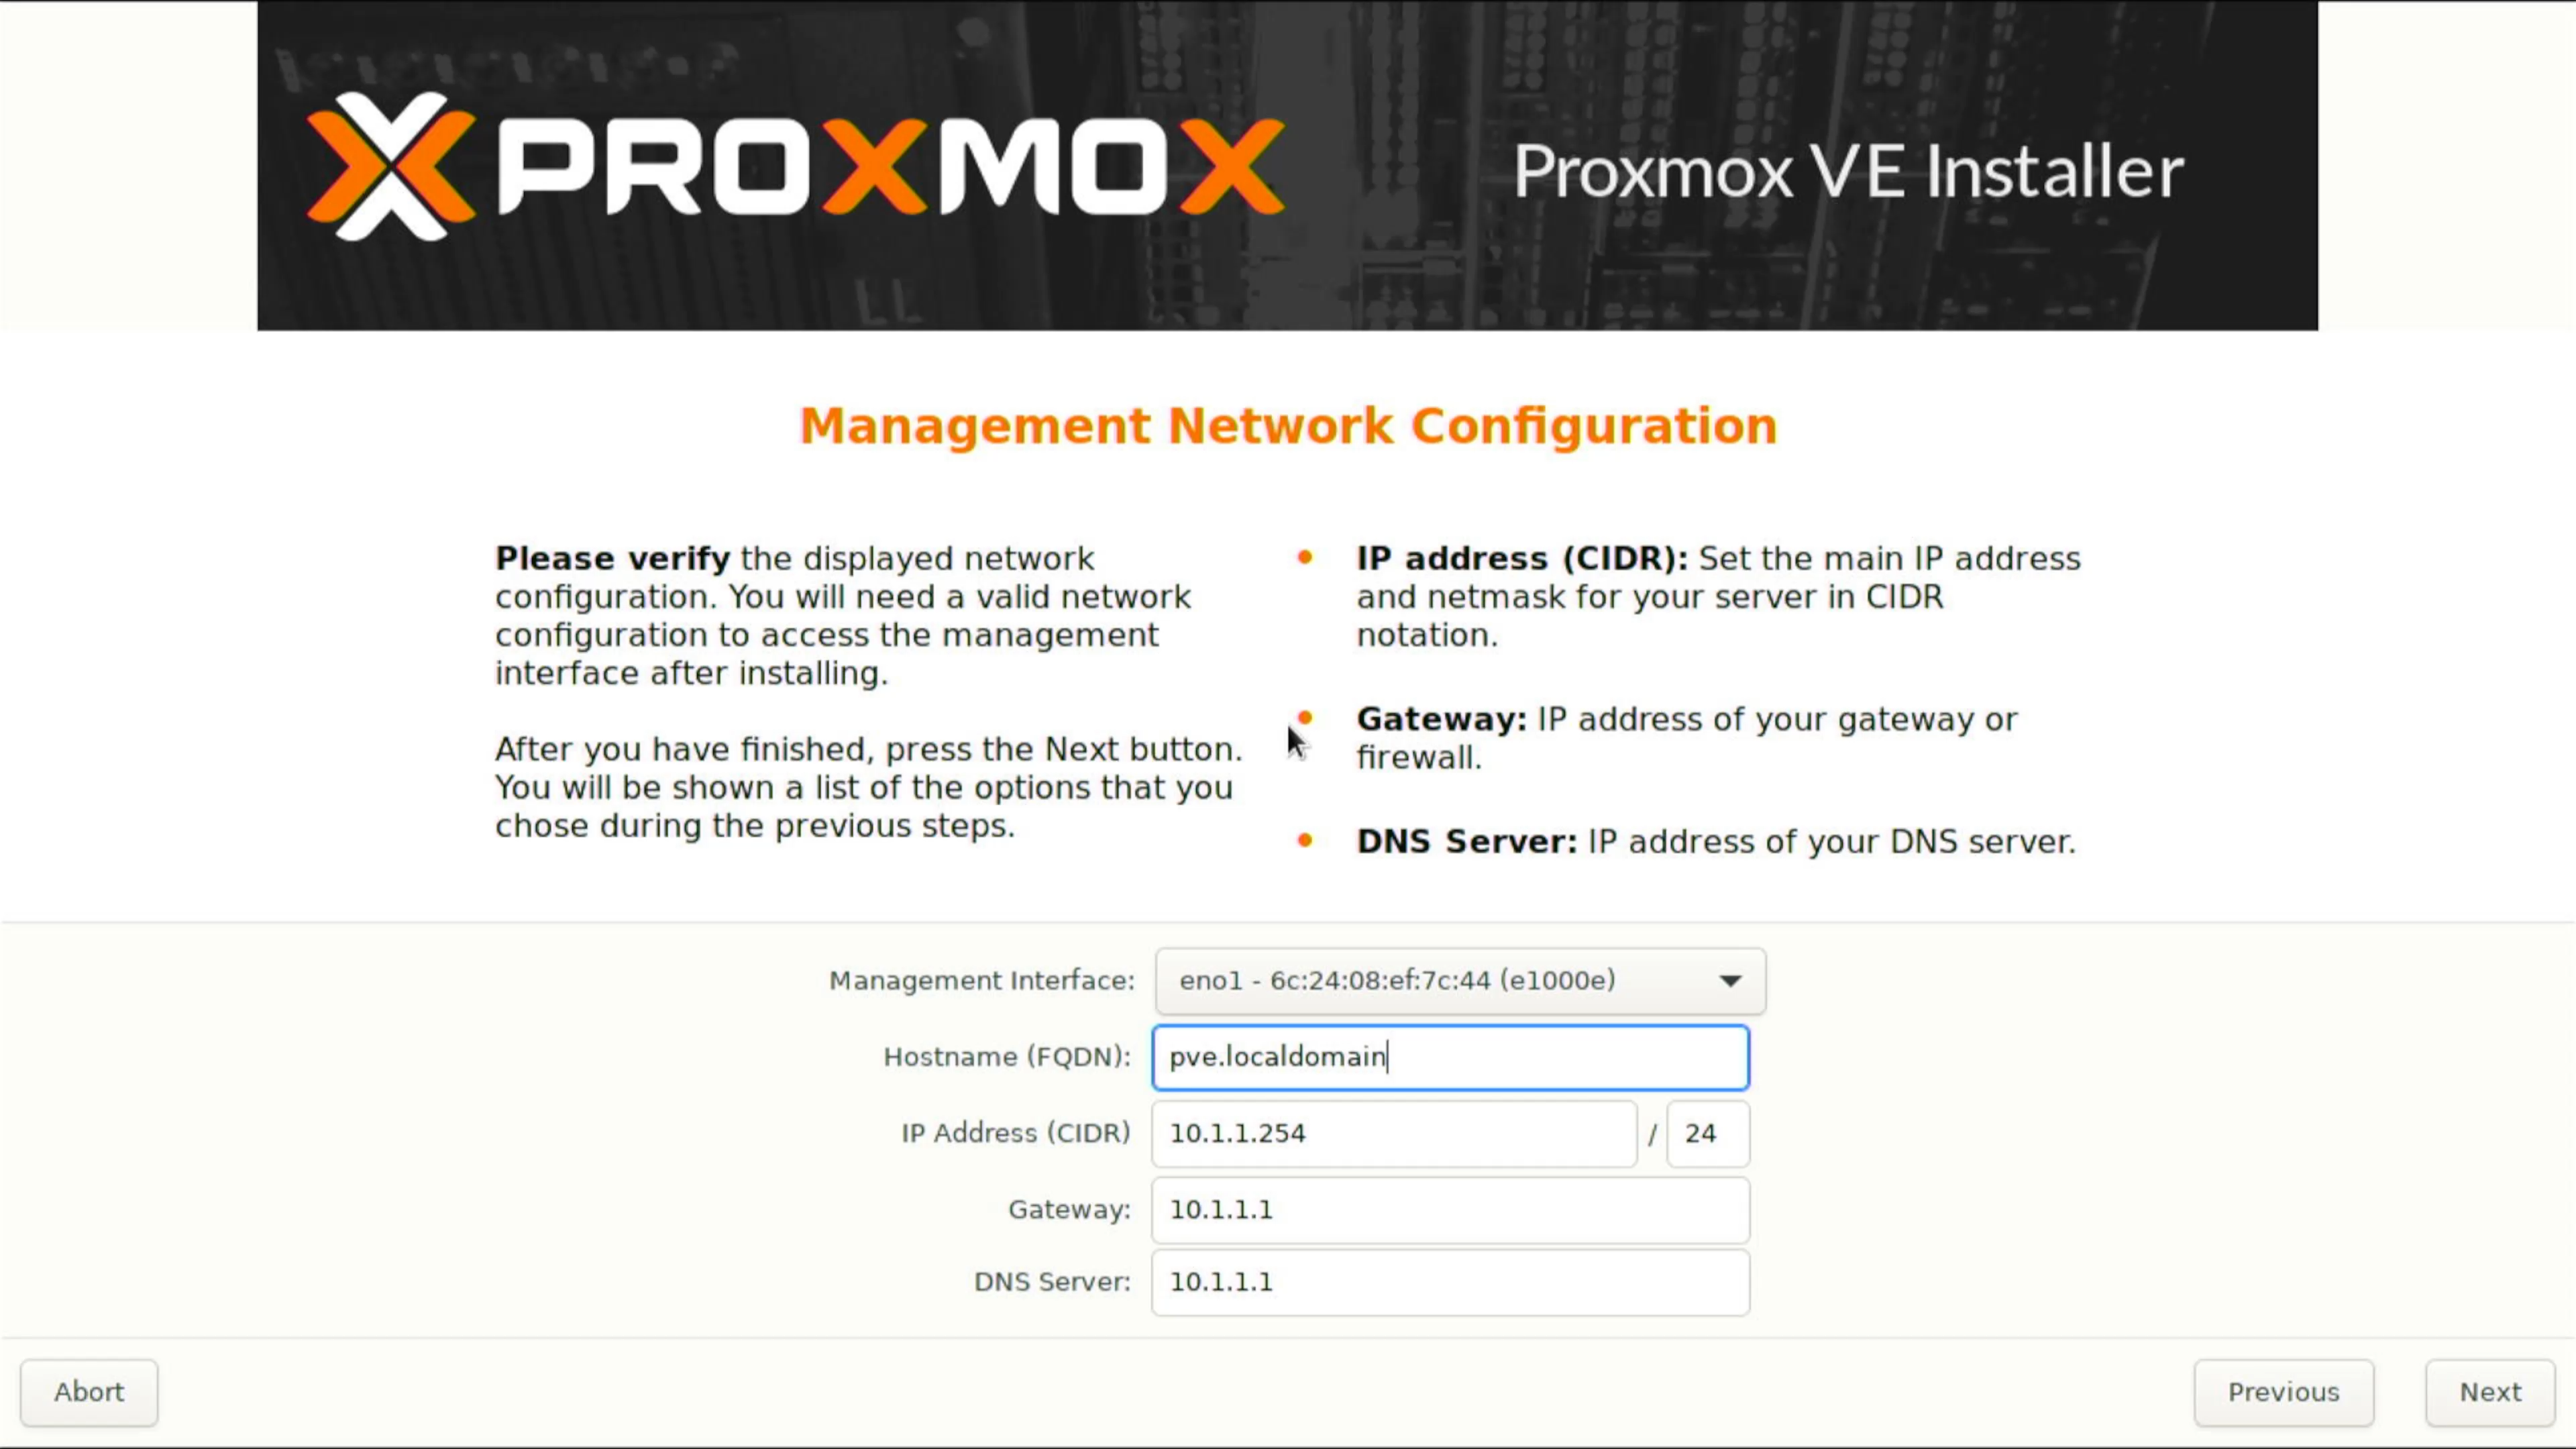 PROXMOX
Proxmox VE Installer
Management Network Configuration
Please verify the displayed network
configuration. You will need a valid network
configuration to access the management
interface after installing.
After you have finished, press the Next button.
You will be shown a list of the options that you
chose during the previous steps.
IP address (CIDR): Set the main IP address
and netmask for your server in CIDR
notation.
Gateway: IP address of your gateway or
firewall.
DNS Server: IP address of your DNS server.
Management Interface: eno1 - 6c:24:08:ef:7c:44 (e1000e)
Hostname (FQDN): pve.localdomain
IP Address (CIDR) 10.1.1.254 / 24
Gateway: 10.1.1.1
DNS Server: 10.1.1.1
Abort Previous Next